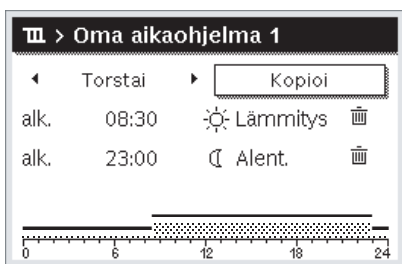 > Oma aikaohjelma 1
Torstai Kopioi
alk. 08:30 Lämmitys
alk. 23:00 Alent.
0 6 12 18 24